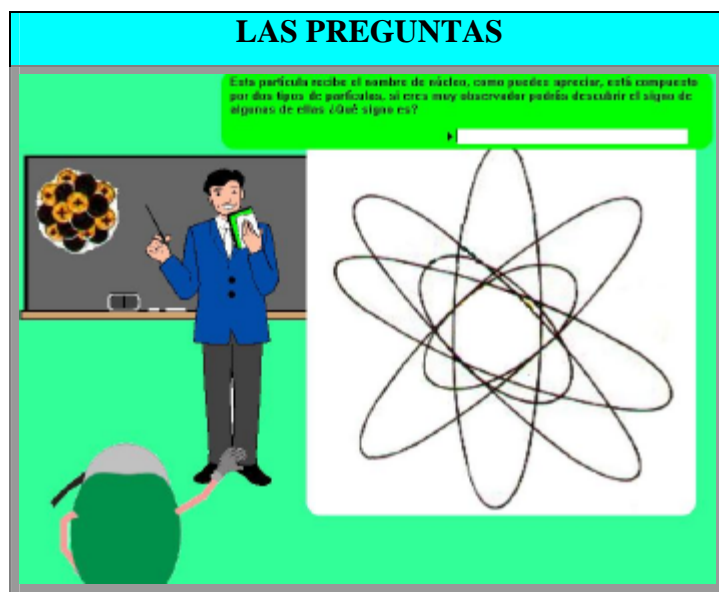 LAS PREGUNTAS
Esta partícula recibe el nombre de núcleo, como puedes apreciar, está compuesto
por dos tipos de partículas, si eres muy observador podrás descubrir el signo de
algunas de ellas ¿Qué signo es?